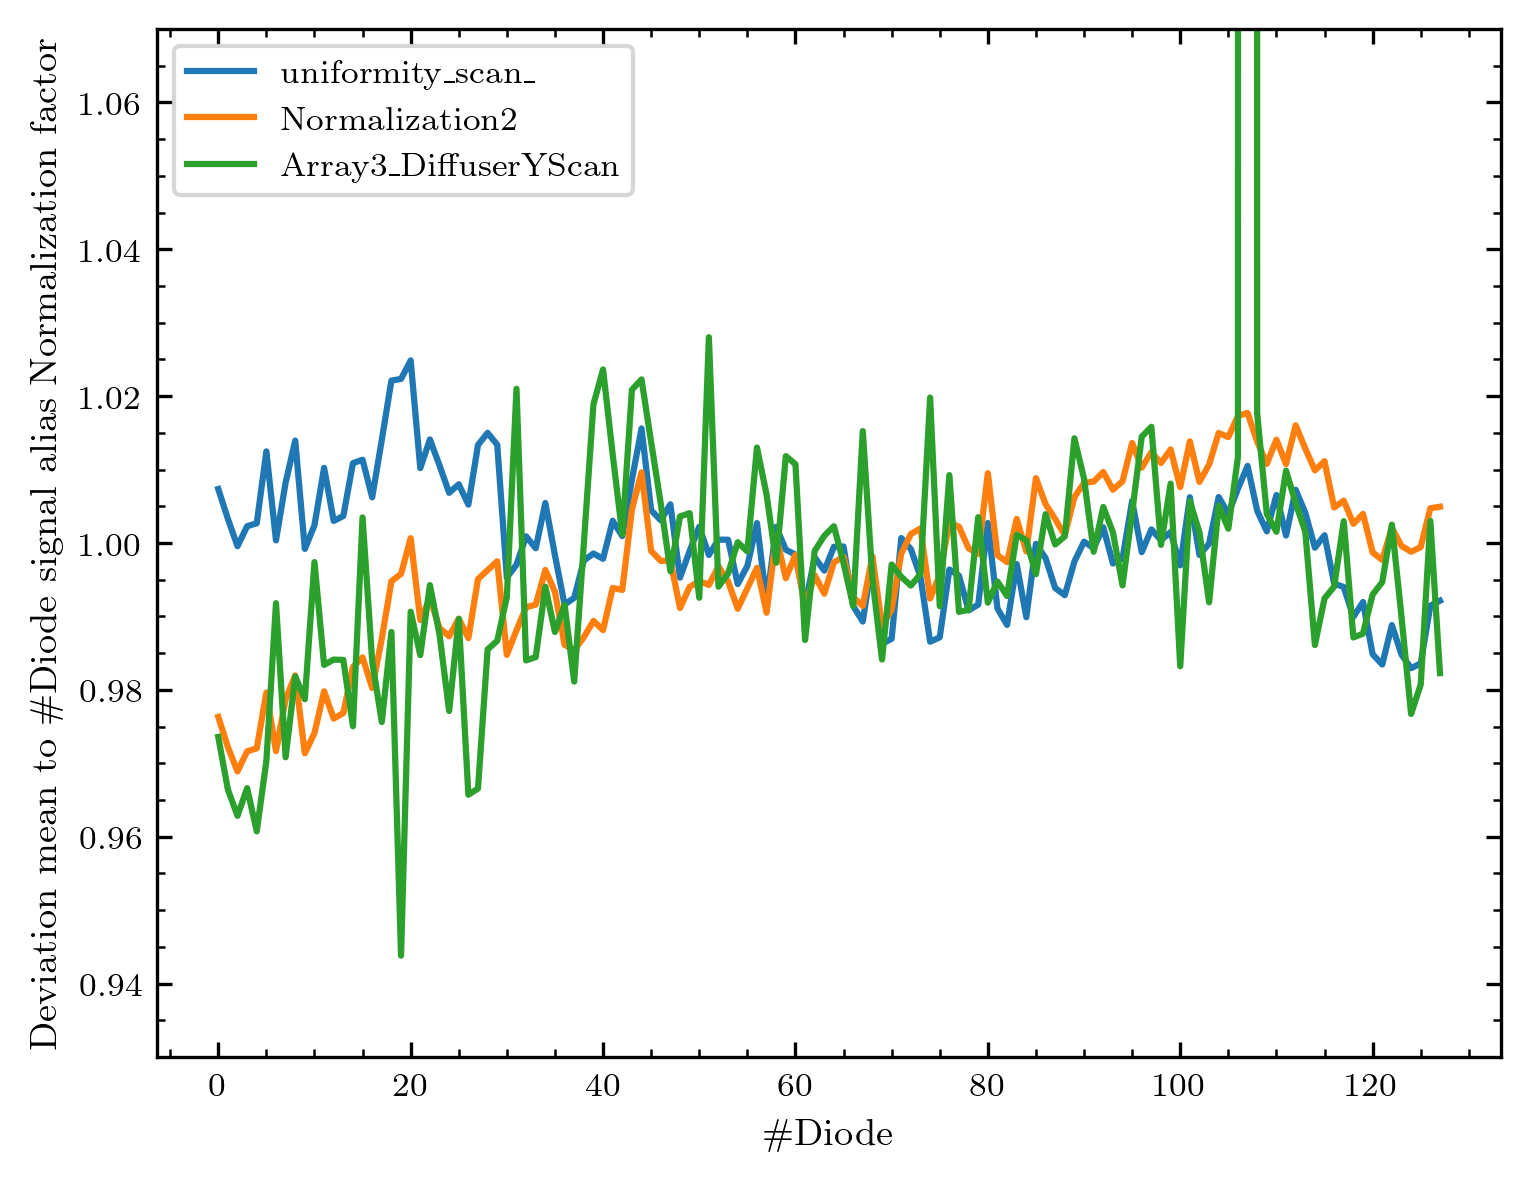 uniformity_scan_
Normalization2
Array3_DiffuserYScan
Deviation mean to #Diode signal alias Normalization factor
1.06
1.04
1.02
1.00
0.98
0.96
0.94
0 20 40 60 80 100 120
#Diode